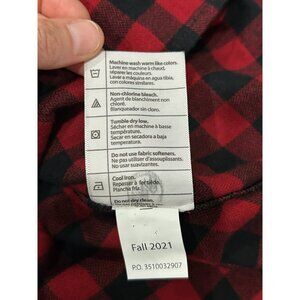 Machine wash warm like colors.
Laver en machine à chaud,
séparer les couleurs.
Lavar a máquina en agua tibia,
con colores similares.
Non-chlorine bleach.
Agent de blanchiment non
chloré.
Blanqueador sin cloro.
Tumble dry low.
Sécher en machine à basse
température.
Secar en secadora a baja
temperatura.
Do not use fabric softeners.
Ne pas utiliser d'assouplissants.
No usar suavizantes.
Cool iron.
Repasser à fer tiède.
Plancha fría.
Do not dry clean.
Fall 2021
P.O. 3510032907